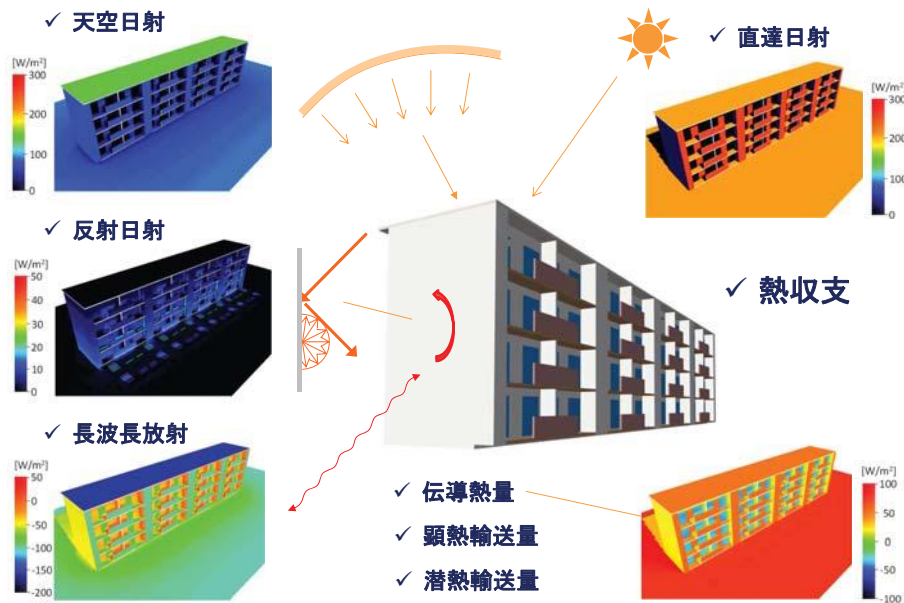 ✓ 天空日射
[W/m²]
300
200
100
0
✓ 直達日射
[W/m²]
300
200
100
0
✓ 反射日射
[W/m²]
50
40
30
20
10
0
✓ 熱収支
✓ 長波長放射
[W/m²]
50
0
-50
-100
-150
-200
✓ 伝導熱量
✓ 顕熱輸送量
✓ 潜熱輸送量
[W/m²]
100
50
0
-50
-100